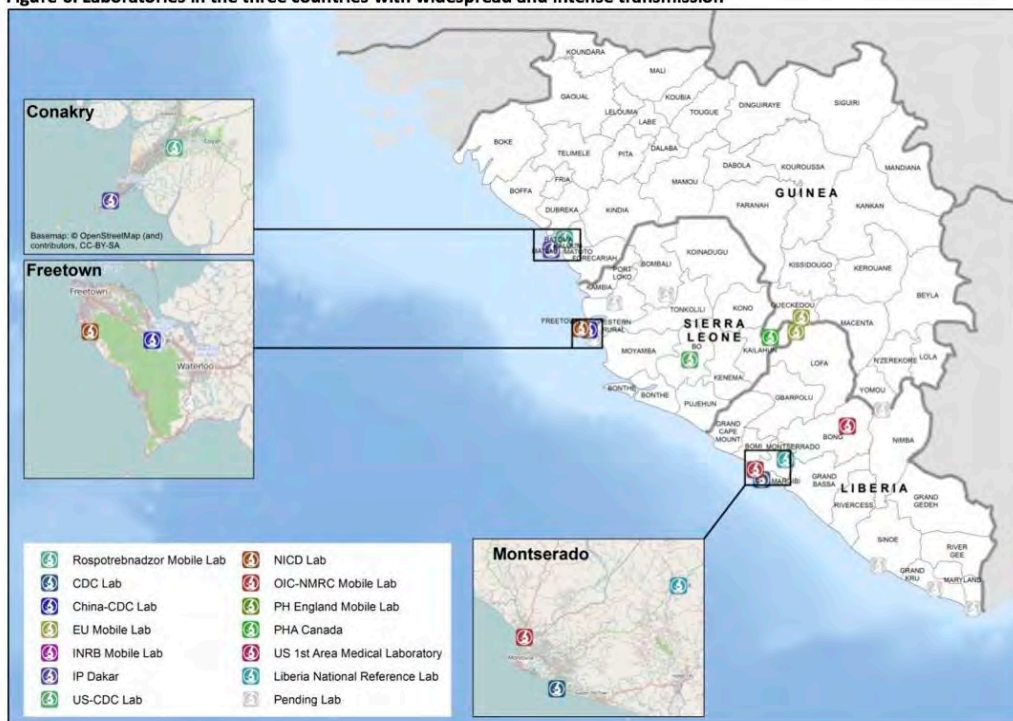 Figure 6: Laboratories in the three countries with widespread and intense transmission
Conakry
Basemap: © OpenStreetMap (and)
contributors, CC-BY-SA
Freetown
Freetown
Waterloo
KOUNDARA
MALI
GAOUAL
KOUBIA
LELOUMA
TOUGUE
DINGUIRAYE
SIGUIRI
LABE
BOKE
TELIMELE
PITA
DALABA
DABOLA
KOUROUSSA
MANDIANA
FRIA
MAMOU
GUINEA
BOFFA
FARANAH
KANKAN
DUBREKA
KINDIA
MATOTO
FORECARIAH
KOINADUGU
BOMBALI
KISSIDOUGO
KEROUANE
PORT
LOKO
KAMBIA
KONO
BEYLA
TONKOLILI
GUECKEDOU
SIERRA
LEONE
MACENTA
FREETOWN
WESTERN
RURAL
BO
KAILAHUN
MOYAMBA
LOFA
N'ZEREKORE
LOLA
KENEMA
YOMOU
BONTHE
BONTHE
GBARPOLU
PUJEHUN
GRAND
CAPE
MOUNT
BONG
NIMBA
BOMI
MONTSERRADO
MARGIBI
GRAND
BASSA
LIBERIA
RIVERCESS
GRAND
GEDEH
SINOE
RIVER
GEE
GRAND
KRU
MARYLAND
Montserado
Monrovia
Rospotrebnadzor Mobile Lab
CDC Lab
China-CDC Lab
EU Mobile Lab
INRB Mobile Lab
IP Dakar
US-CDC Lab
NICD Lab
OIC-NMRC Mobile Lab
PH England Mobile Lab
PHA Canada
US 1st Area Medical Laboratory
Liberia National Reference Lab
Pending Lab